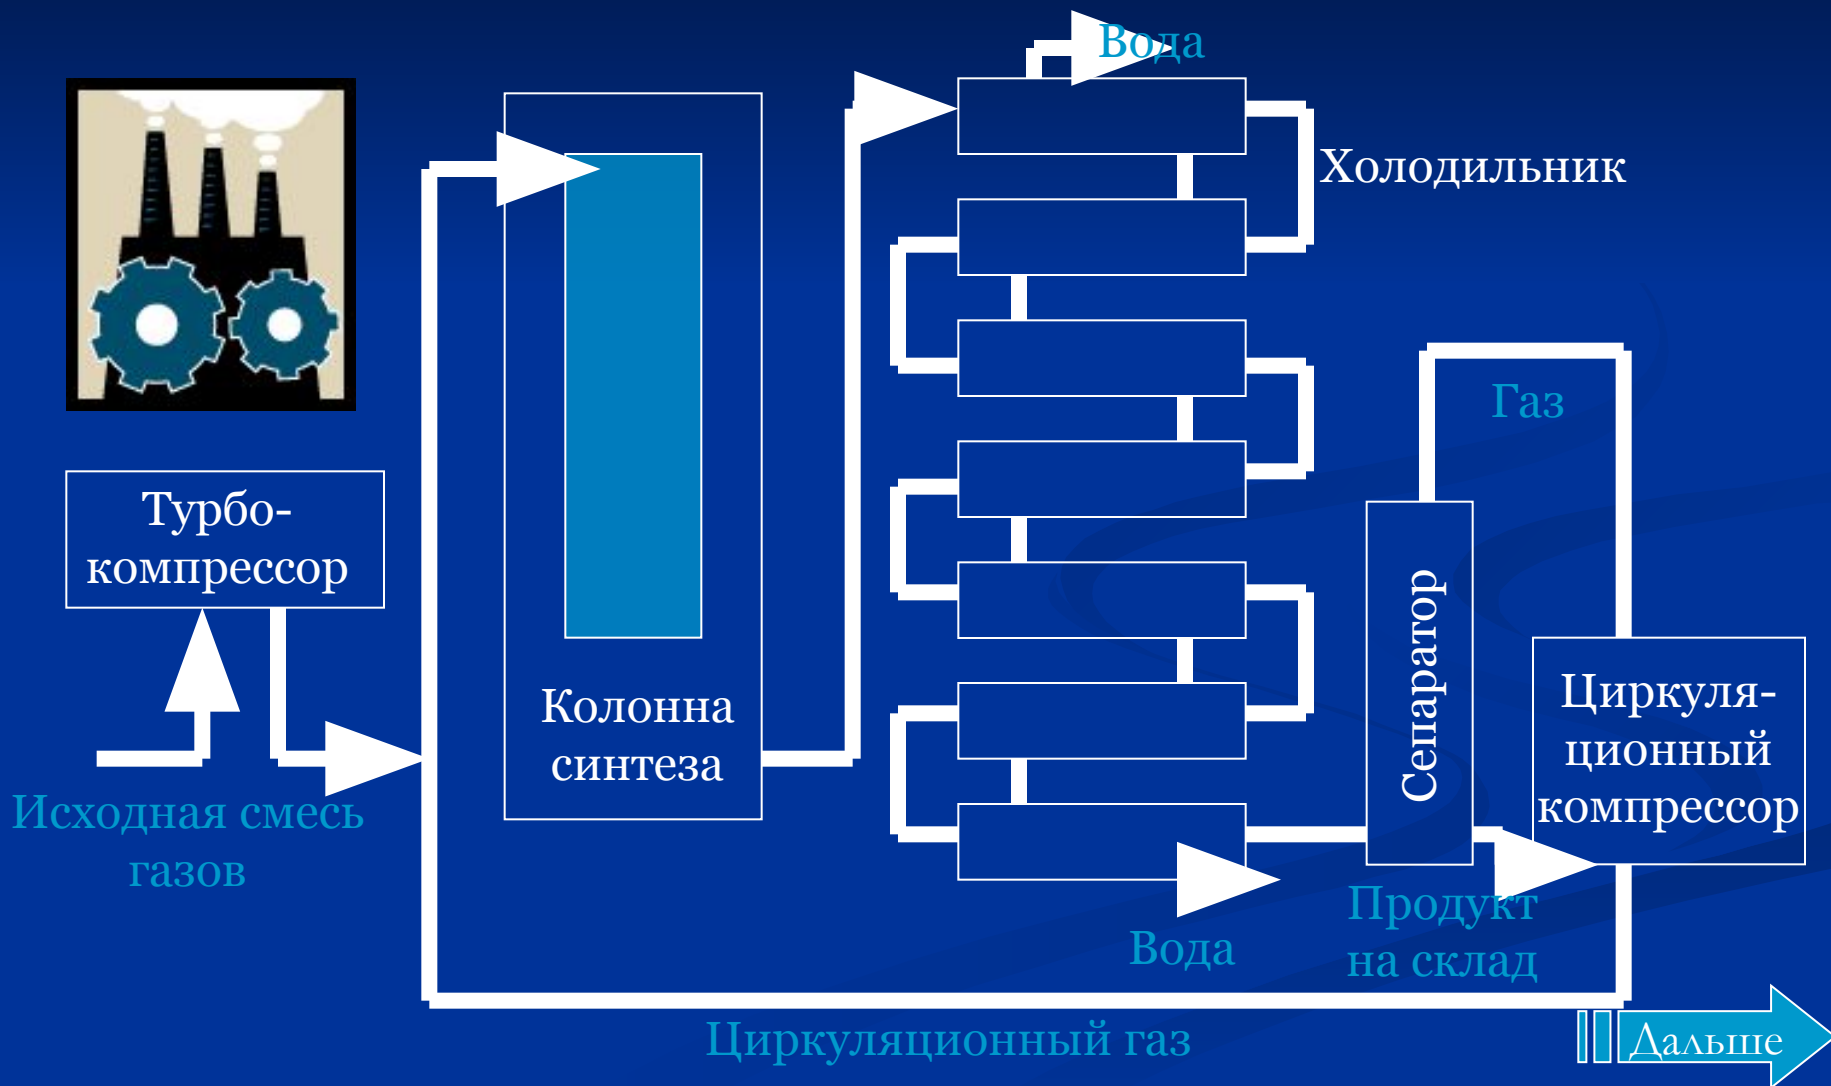 Вода
Холодильник
Газ
Турбо-
компрессор
Сепаратор
Колонна
синтеза
Циркуля-
ционный
компрессор
Исходная смесь
газов
Продукт
на склад
Вода
Циркуляционный газ
Дальше